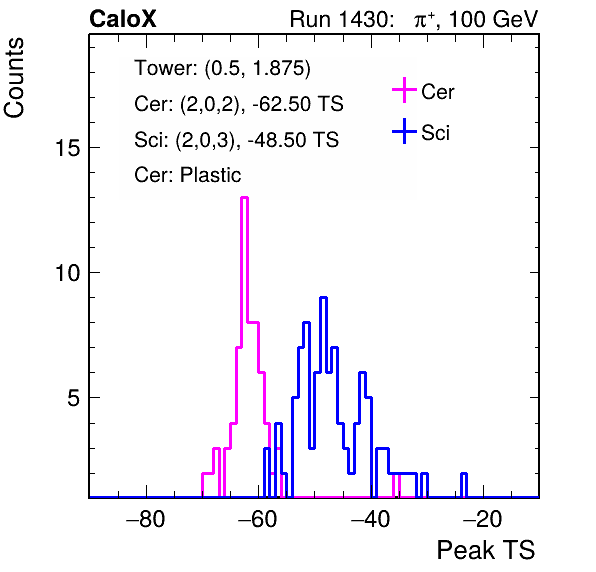 CaloX Run 1430: π⁺, 100 GeV
Counts
Tower: (0.5, 1.875)
Cer: (2,0,2), -62.50 TS
Sci: (2,0,3), -48.50 TS
Cer: Plastic
Cer
Sci
15
10
5
−80 −60 −40 −20
Peak TS